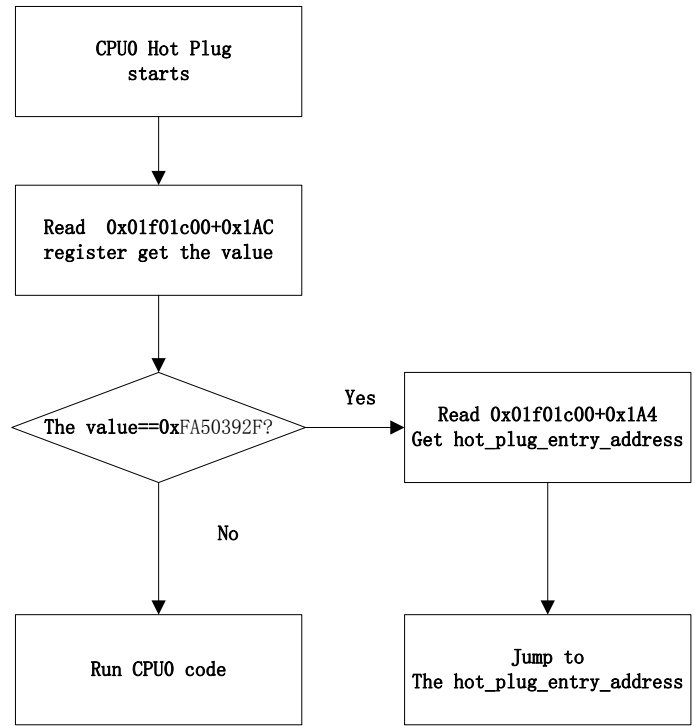 CPU0 Hot Plug
starts
Read  0x01f01c00+0x1AC
register get the value
The value==0xFA50392F?
Yes
Read 0x01f01c00+0x1A4
Get hot_plug_entry_address
No
Run CPU0 code
Jump to
The hot_plug_entry_address